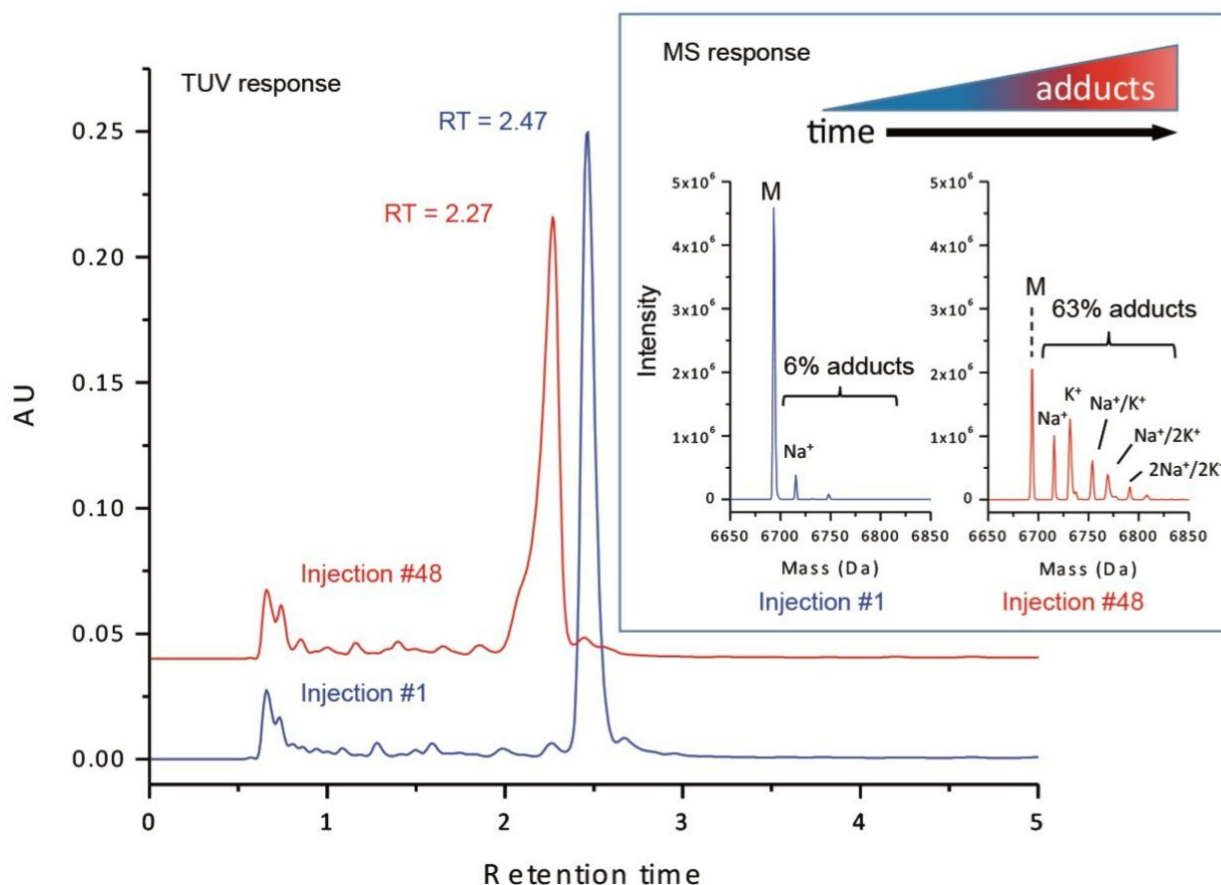 TUV response
RT = 2.47
RT = 2.27
0.25
0.20
0.15
0.10
0.05
0.00
AU
Injection #48
Injection #1
0 1 2 3 4 5
Retention time
MS response
adducts
time
5x10⁶
4x10⁶
3x10⁶
2x10⁶
1x10⁶
0
Intensity
M
6% adducts
Na⁺
6650 6700 6750 6800 6850
Mass (Da)
Injection #1
5x10⁶
4x10⁶
3x10⁶
2x10⁶
1x10⁶
0
M
63% adducts
Na⁺
K⁺
Na⁺/K⁺
Na⁺/2K⁺
2Na⁺/2K⁺
6650 6700 6750 6800 6850
Mass (Da)
Injection #48